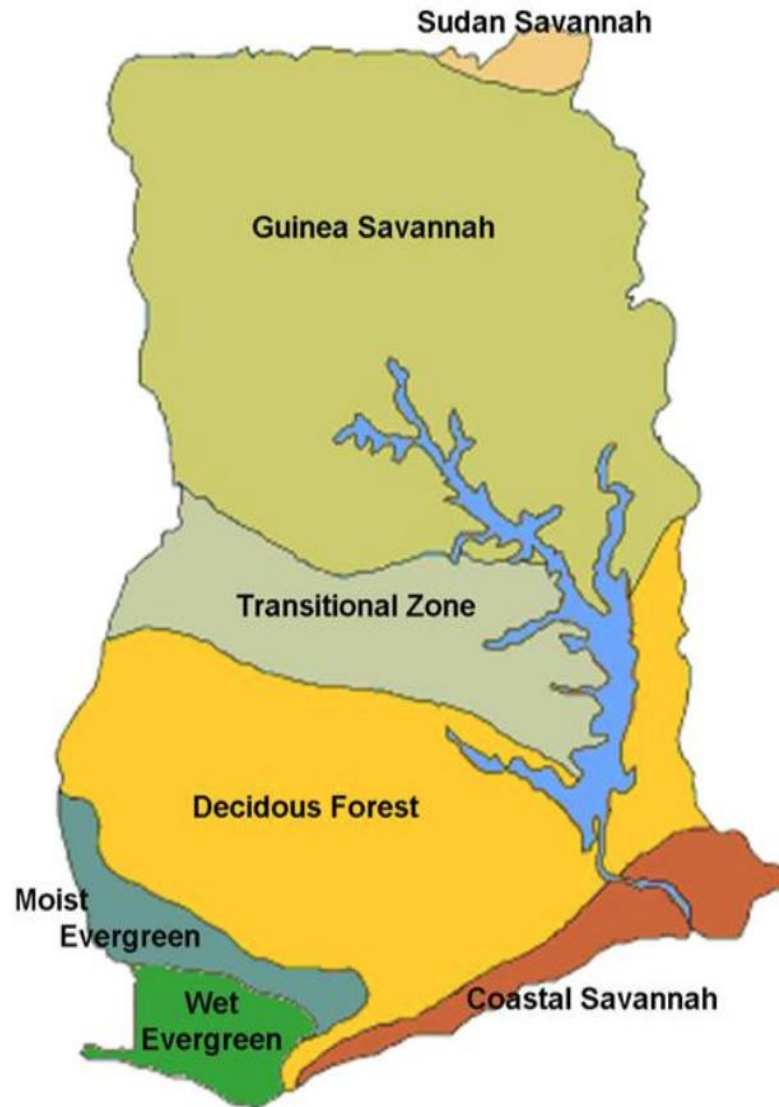 Sudan Savannah
Guinea Savannah
Transitional Zone
Decidous Forest
Moist
Evergreen
Wet
Evergreen
Coastal Savannah